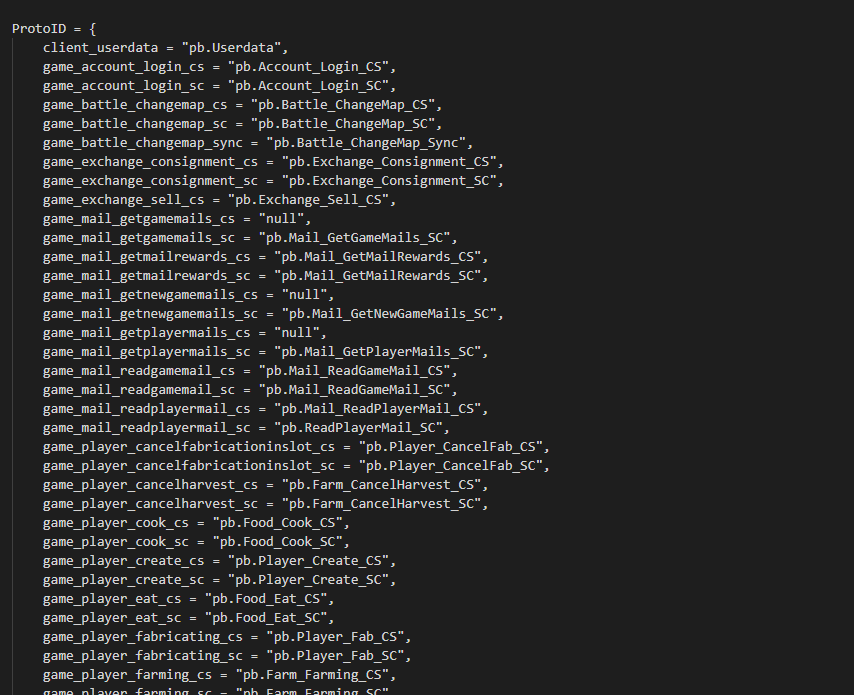 ProtoID = {
client_userdata = "pb.Userdata",
game_account_login_cs = "pb.Account_Login_CS",
game_account_login_sc = "pb.Account_Login_SC",
game_battle_changemap_cs = "pb.Battle_ChangeMap_CS",
game_battle_changemap_sc = "pb.Battle_ChangeMap_SC",
game_battle_changemap_sync = "pb.Battle_ChangeMap_Sync",
game_exchange_consignment_cs = "pb.Exchange_Consignment_CS",
game_exchange_consignment_sc = "pb.Exchange_Consignment_SC",
game_exchange_sell_cs = "pb.Exchange_Sell_CS",
game_mail_getgamemails_cs = "null",
game_mail_getgamemails_sc = "pb.Mail_GetGameMails_SC",
game_mail_getmailrewards_cs = "pb.Mail_GetMailRewards_CS",
game_mail_getmailrewards_sc = "pb.Mail_GetMailRewards_SC",
game_mail_getnewgamemails_cs = "null",
game_mail_getnewgamemails_sc = "pb.Mail_GetNewGameMails_SC",
game_mail_getplayermails_cs = "null",
game_mail_getplayermails_sc = "pb.Mail_GetPlayerMails_SC",
game_mail_readgamemail_cs = "pb.Mail_ReadGameMail_CS",
game_mail_readgamemail_sc = "pb.Mail_ReadGameMail_SC",
game_mail_readplayermail_cs = "pb.Mail_ReadPlayerMail_CS",
game_mail_readplayermail_sc = "pb.ReadPlayerMail_SC",
game_player_cancelfabricationinslot_cs = "pb.Player_CancelFab_CS",
game_player_cancelfabricationinslot_sc = "pb.Player_CancelFab_SC",
game_player_cancelharvest_cs = "pb.Farm_CancelHarvest_CS",
game_player_cancelharvest_sc = "pb.Farm_CancelHarvest_SC",
game_player_cook_cs = "pb.Food_Cook_CS",
game_player_cook_sc = "pb.Food_Cook_SC",
game_player_create_cs = "pb.Player_Create_CS",
game_player_create_sc = "pb.Player_Create_SC",
game_player_eat_cs = "pb.Food_Eat_CS",
game_player_eat_sc = "pb.Food_Eat_SC",
game_player_fabricating_cs = "pb.Player_Fab_CS",
game_player_fabricating_sc = "pb.Player_Fab_SC",
game_player_farming_cs = "pb.Farm_Farming_CS",
game_player_farming_sc = "pb.Farm_Farming_SC"